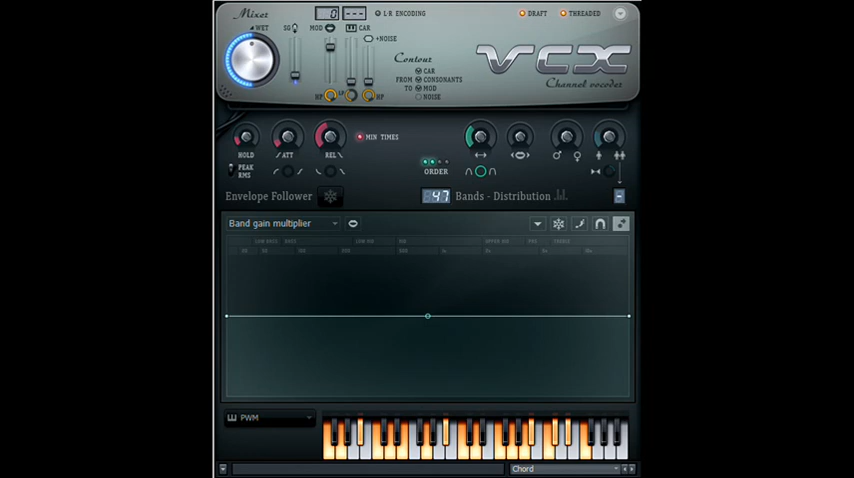 Mixer
0 ---
L-R ENCODING
DRAFT
THREADED
WET
SG
MOD
CAR
+NOISE
Contour
CAR
FROM CONSONANTS
TO MOD
NOISE
HP
HP
VCX
Channel vocoder
HOLD
ATT
REL
MIN TIMES
PEAK
RMS
ORDER
Envelope Follower
47 Bands - Distribution
Band gain multiplier
PWM
Chord